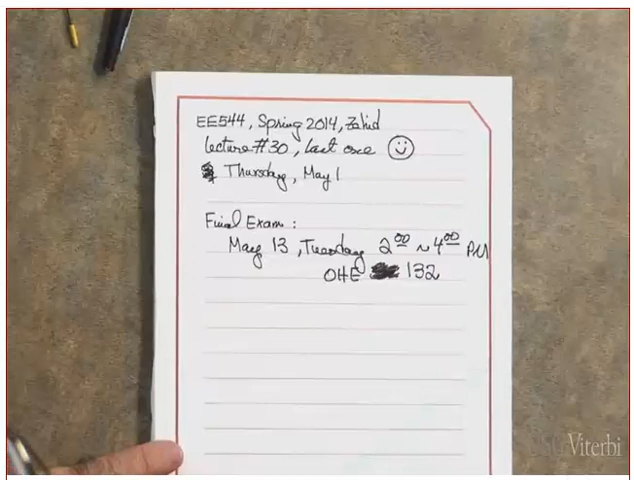 EE544, Spring 2014, Zahid
lecture #30, last one
Thursday, May 1
Final Exam:
May 13, Tuesday 2⁰⁰ ~ 4⁰⁰ PM
OHE 132
USC Viterbi